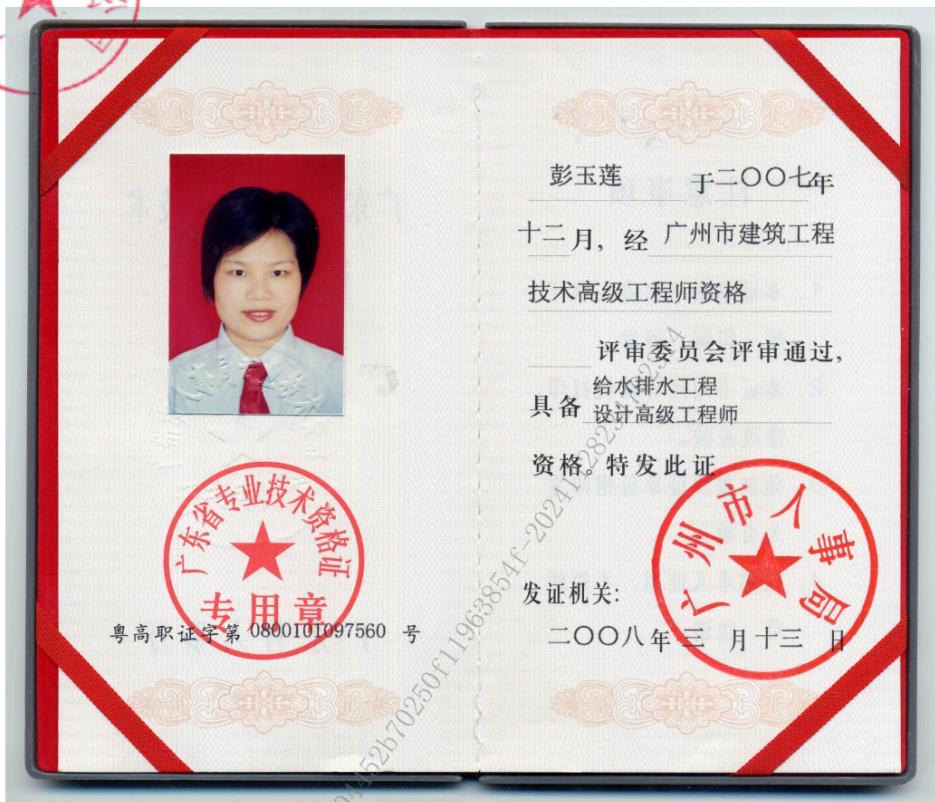 广东省专业技术资格证
专用章
粤高职证字第 0800101097560 号
彭玉莲 于二〇〇七年
十二月，经 广州市建筑工程
技术高级工程师资格
评审委员会评审通过，
具备 给水排水工程
设计高级工程师
资格。特发此证
广州市人事局
发证机关：
二〇〇八年 三 月十三 日